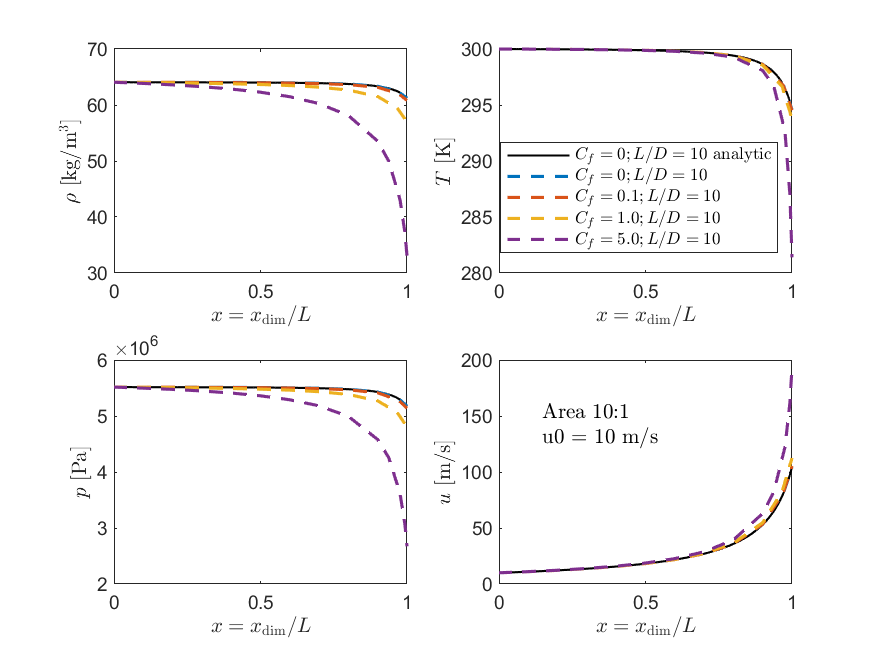 70
60
50
40
30
ρ [kg/m³]
0
0.5
1
x = x_dim/L
300
295
290
285
280
T [K]
C_f = 0; L/D = 10 analytic
C_f = 0; L/D = 10
C_f = 0.1; L/D = 10
C_f = 1.0; L/D = 10
C_f = 5.0; L/D = 10
0
0.5
1
x = x_dim/L
×10⁶
6
5
4
3
2
p [Pa]
0
0.5
1
x = x_dim/L
200
150
100
50
0
u [m/s]
Area 10:1
u0 = 10 m/s
0
0.5
1
x = x_dim/L